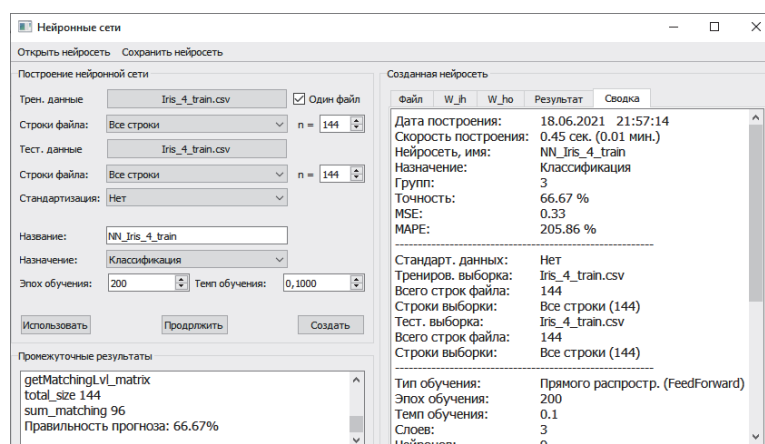 Нейронные сети
Открыть нейросеть Сохранить нейросеть
Построение нейронной сети
Трен. данные Iris_4_train.csv Один файл
Строки файла: Все строки n = 144
Тест. данные Iris_4_train.csv
Строки файла: Все строки n = 144
Стандартизация: Нет
Название: NN_Iris_4_train
Назначение: Классификация
Эпох обучения: 200 Темп обучения: 0,1000
Использовать Продрлжить Создать
Промежуточные результаты
getMatchingLvl_matrix
total_size 144
sum_matching 96
Правильность прогноза: 66.67%
Созданная нейросеть
Файл W_ih W_ho Результат Сводка
Дата построения: 18.06.2021 21:57:14
Скорость построения: 0.45 сек. (0.01 мин.)
Нейросеть, имя: NN_Iris_4_train
Назначение: Классификация
Групп: 3
Точность: 66.67 %
MSE: 0.33
MAPE: 205.86 %
------------------------------------------------------
Стандарт. данных: Нет
Трениров. выборка: Iris_4_train.csv
Всего строк файла: 144
Строки выборки: Все строки (144)
Тест. выборка: Iris_4_train.csv
Всего строк файла: 144
Строки выборки: Все строки (144)
------------------------------------------------------
Тип обучения: Прямого распростр. (FeedForward)
Эпох обучения: 200
Темп обучения: 0.1
Слоев: 3